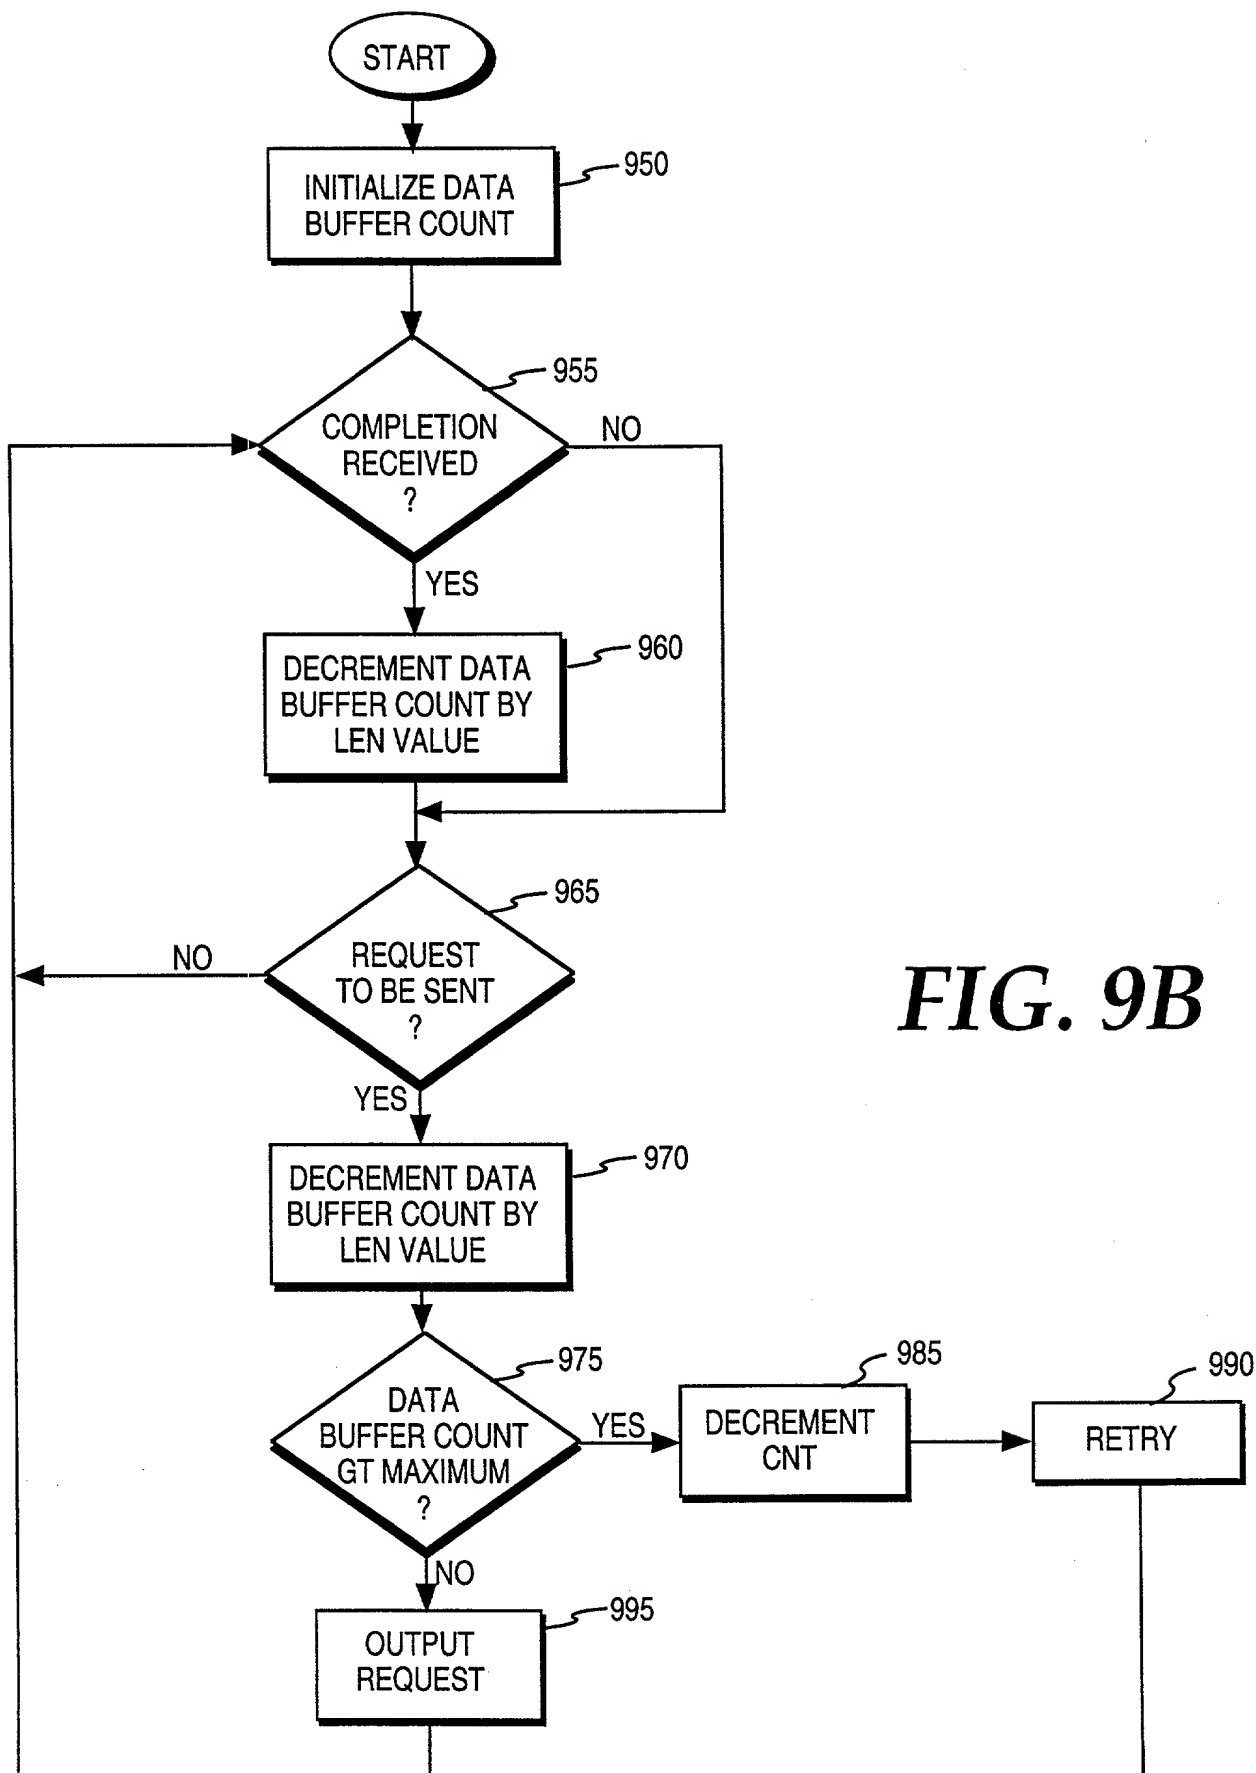 START
INITIALIZE DATA
BUFFER COUNT
950
COMPLETION
RECEIVED
?
955
NO
YES
DECREMENT DATA
BUFFER COUNT BY
LEN VALUE
960
REQUEST
TO BE SENT
?
965
NO
YES
FIG. 9B
DECREMENT DATA
BUFFER COUNT BY
LEN VALUE
970
DATA
BUFFER COUNT
GT MAXIMUM
?
975
YES
DECREMENT
CNT
985
RETRY
990
NO
OUTPUT
REQUEST
995